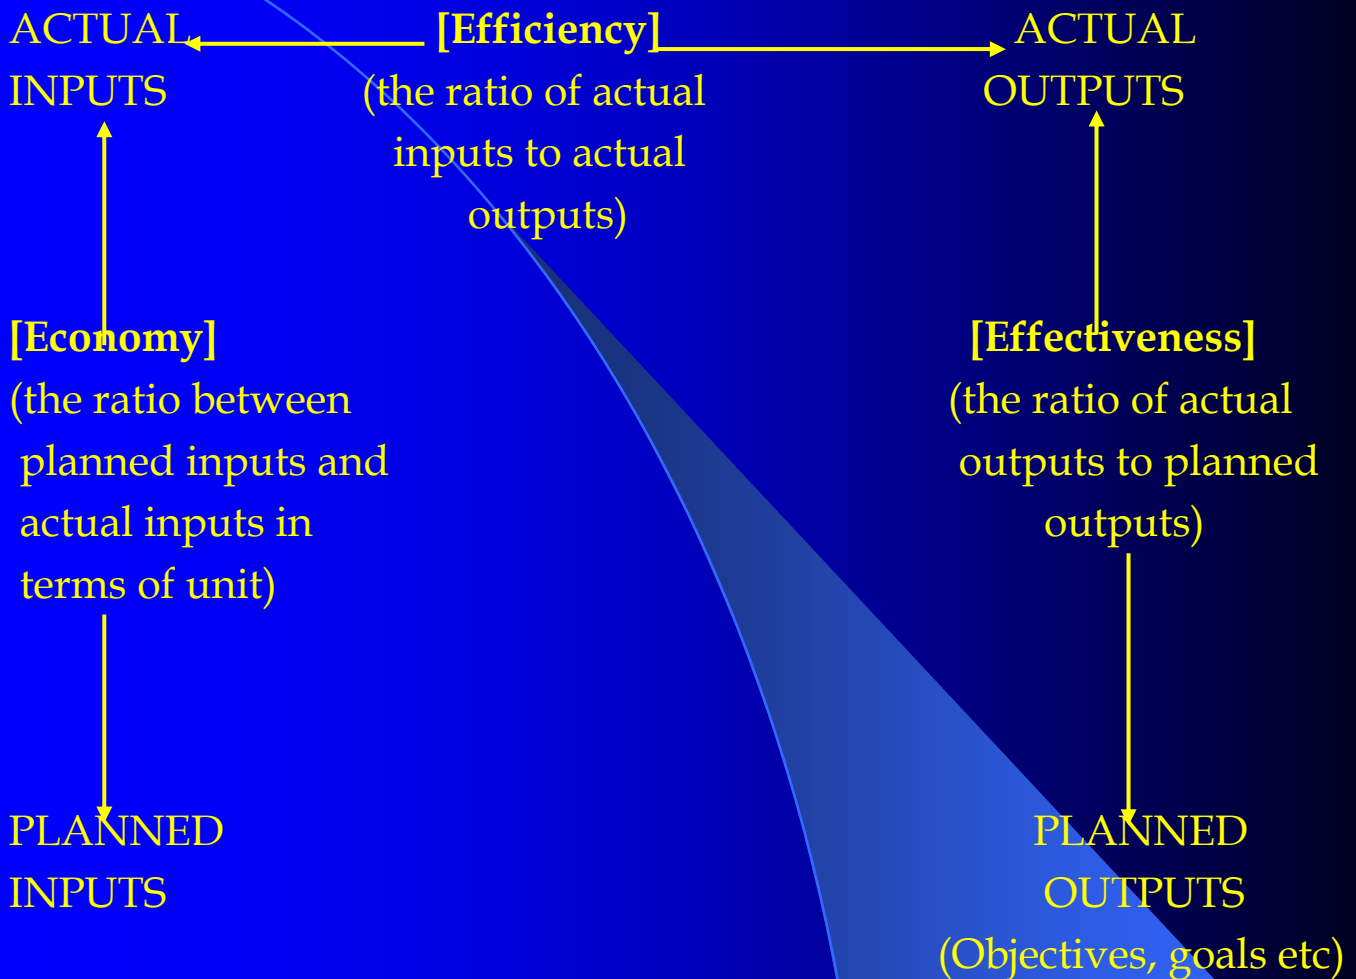 ACTUAL [Efficiency] ACTUAL
INPUTS (the ratio of actual OUTPUTS
inputs to actual
outputs)
[Economy] [Effectiveness]
(the ratio between (the ratio of actual
planned inputs and outputs to planned
actual inputs in outputs)
terms of unit)
PLANNED PLANNED
INPUTS OUTPUTS
(Objectives, goals etc)